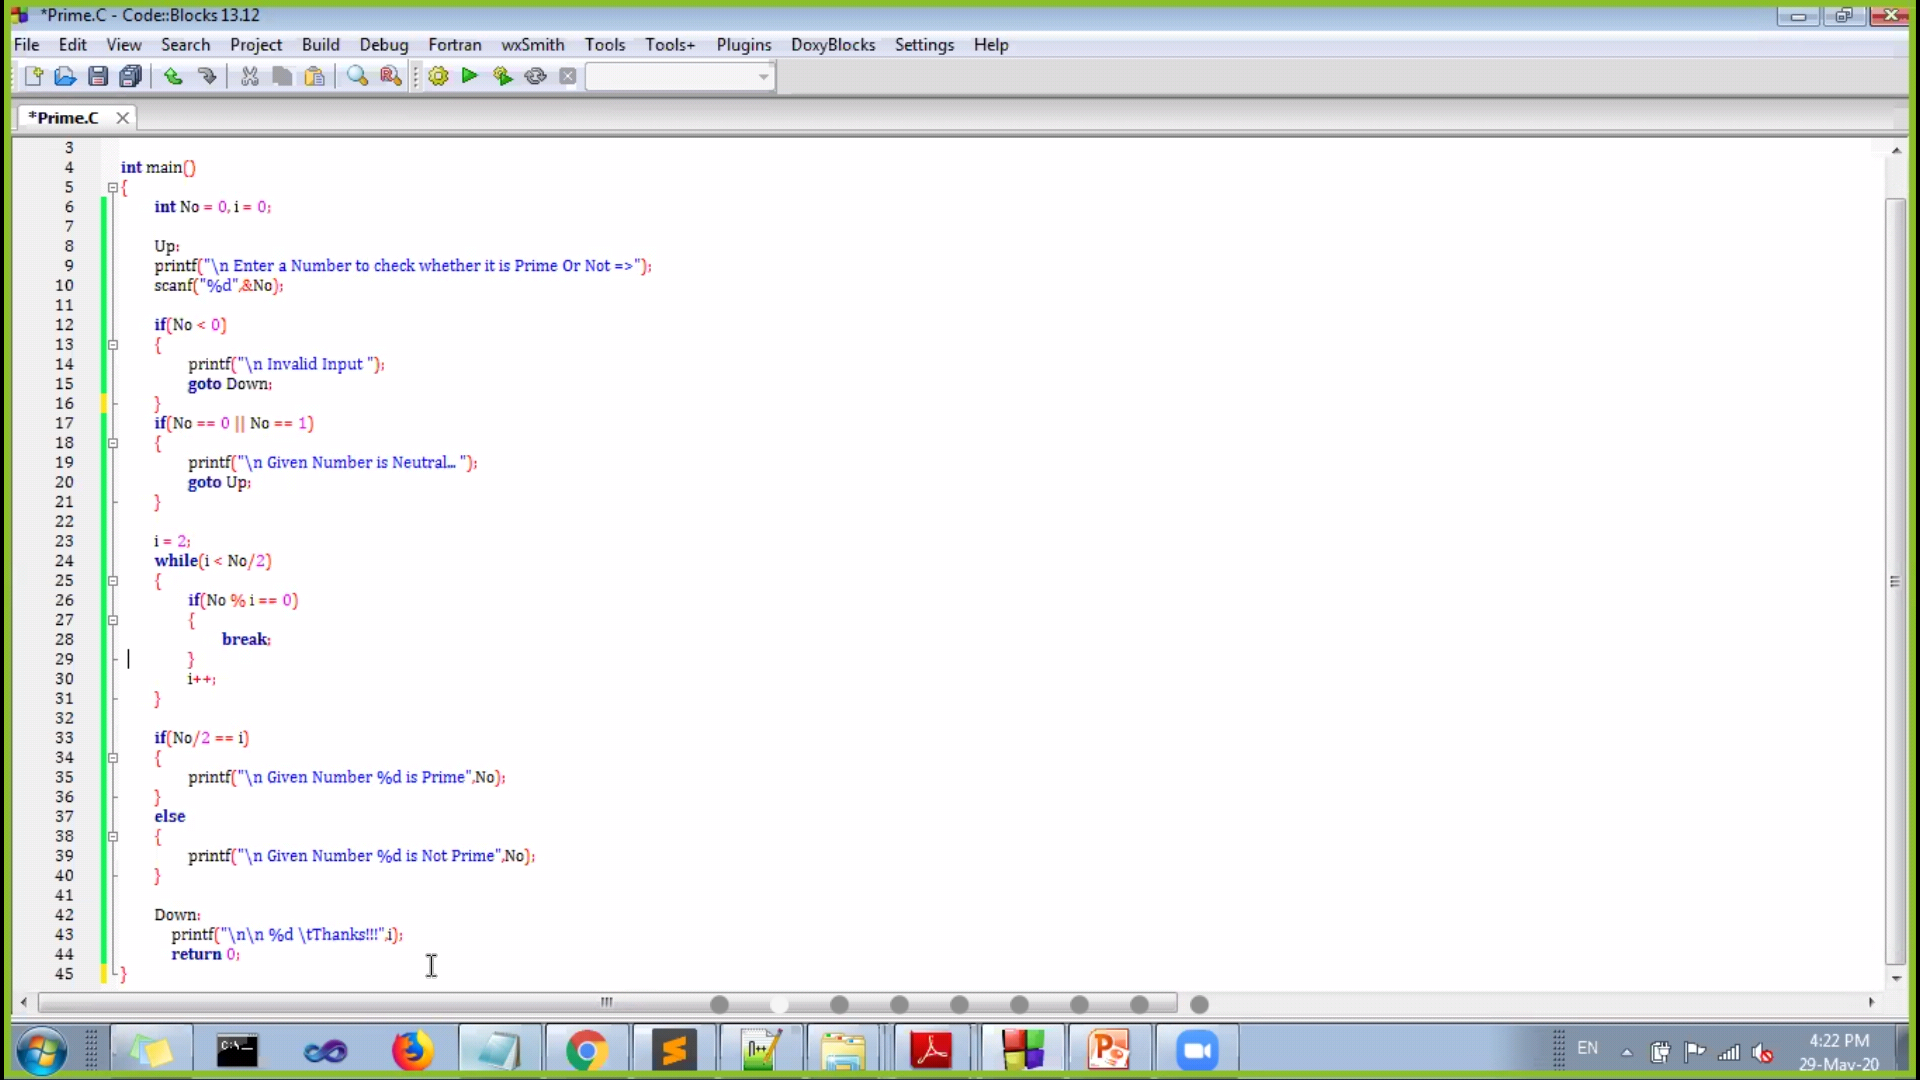 *Prime.C - Code::Blocks 13.12
File Edit View Search Project Build Debug Fortran wxSmith Tools Tools+ Plugins DoxyBlocks Settings Help
*Prime.C
3
4 int main()
5 {
6 int No = 0, i = 0;
7
8 Up:
9 printf("\n Enter a Number to check whether it is Prime Or Not =>");
10 scanf("%d",&No);
11
12 if(No < 0)
13 {
14 printf("\n Invalid Input ");
15 goto Down;
16 }
17 if(No == 0 || No == 1)
18 {
19 printf("\n Given Number is Neutral... ");
20 goto Up;
21 }
22
23 i = 2;
24 while(i < No/2)
25 {
26 if(No % i == 0)
27 {
28 break;
29 }
30 i++;
31 }
32
33 if(No/2 == i)
34 {
35 printf("\n Given Number %d is Prime",No);
36 }
37 else
38 {
39 printf("\n Given Number %d is Not Prime",No);
40 }
41
42 Down:
43 printf("\n\n %d \tThanks!!!",i);
44 return 0;
45 }
EN
4:22 PM
29-May-20